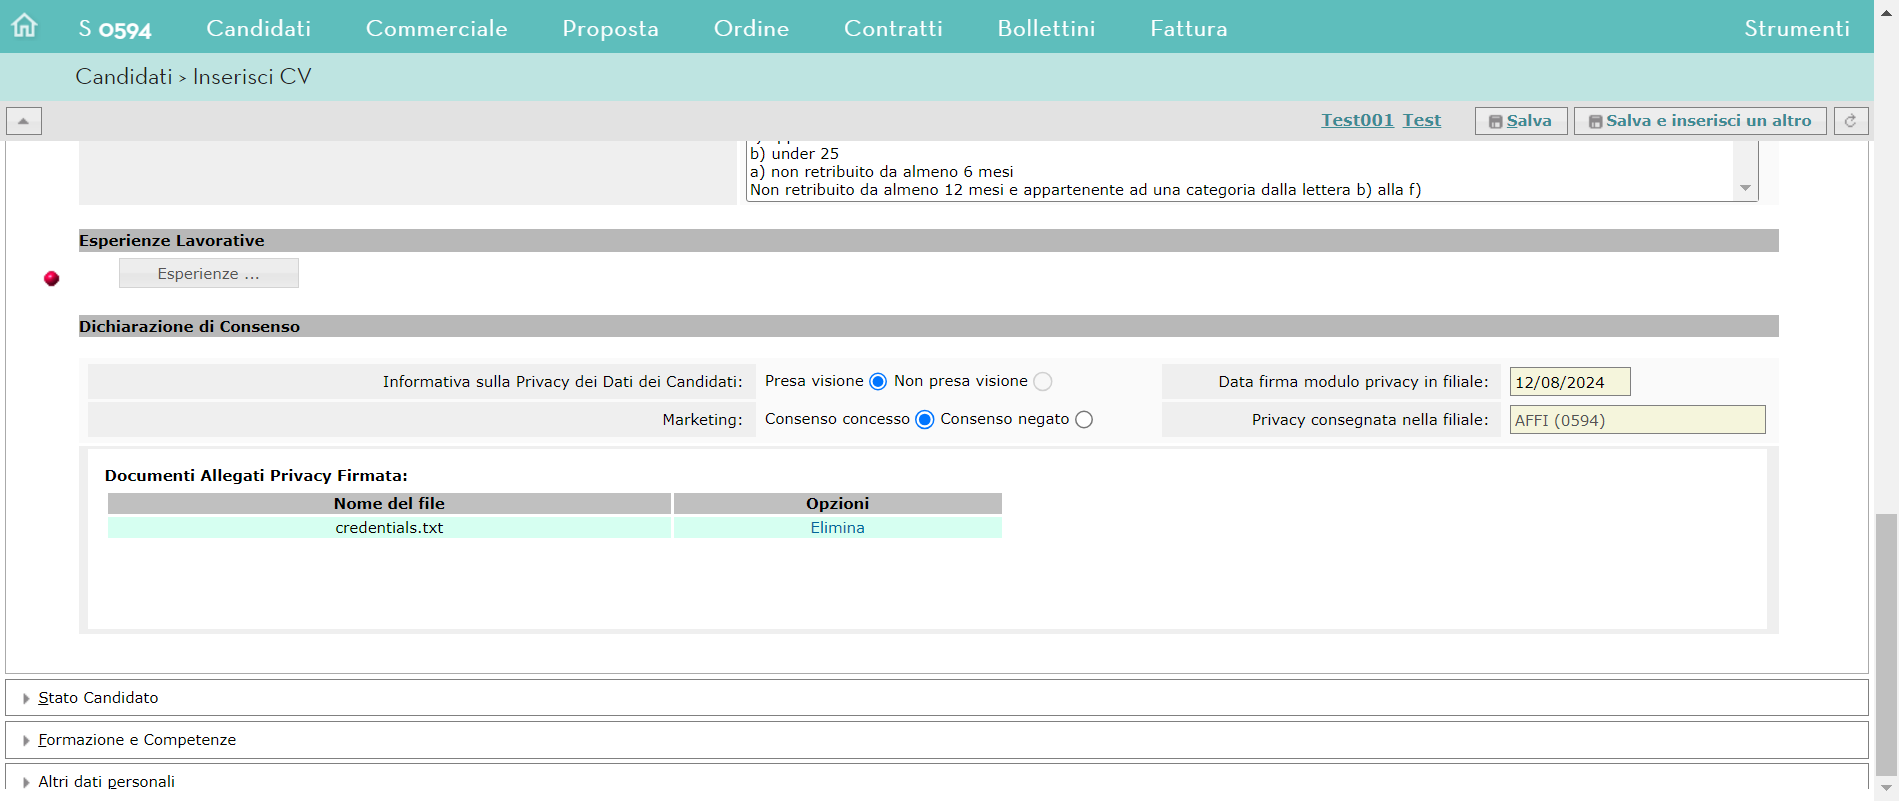 S 0594 Candidati Commerciale Proposta Ordine Contratti Bollettini Fattura Strumenti
Candidati > Inserisci CV
Test001 Test Salva Salva e inserisci un altro
b) under 25
a) non retribuito da almeno 6 mesi
Non retribuito da almeno 12 mesi e appartenente ad una categoria dalla lettera b) alla f)
Esperienze Lavorative
Esperienze ...
Dichiarazione di Consenso
Informativa sulla Privacy dei Dati dei Candidati: Presa visione Non presa visione Data firma modulo privacy in filiale: 12/08/2024
Marketing: Consenso concesso Consenso negato Privacy consegnata nella filiale: AFFI (0594)
Documenti Allegati Privacy Firmata:
Nome del file Opzioni
credentials.txt Elimina
Stato Candidato
Formazione e Competenze
Altri dati personali